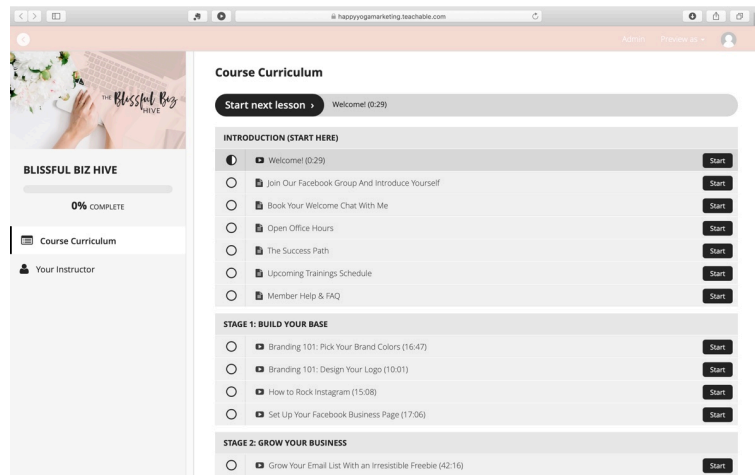 happyyogamarketing.teachable.com
Admin Preview as
THE Blissful Biz
HIVE
BLISSFUL BIZ HIVE
0% COMPLETE
Course Curriculum
Your Instructor
Course Curriculum
Start next lesson › Welcome! (0:29)
INTRODUCTION (START HERE)
Welcome! (0:29) Start
Join Our Facebook Group And Introduce Yourself Start
Book Your Welcome Chat With Me Start
Open Office Hours Start
The Success Path Start
Upcoming Trainings Schedule Start
Member Help & FAQ Start
STAGE 1: BUILD YOUR BASE
Branding 101: Pick Your Brand Colors (16:47) Start
Branding 101: Design Your Logo (10:01) Start
How to Rock Instagram (15:08) Start
Set Up Your Facebook Business Page (17:06) Start
STAGE 2: GROW YOUR BUSINESS
Grow Your Email List With an Irresistible Freebie (42:16) Start